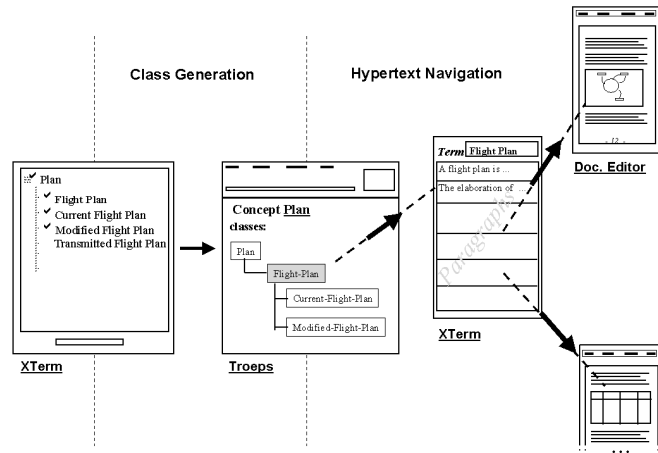 Class Generation
Hypertext Navigation
Plan
Flight Plan
Current Flight Plan
Modified Flight Plan
Transmitted Flight Plan
XTerm
Concept Plan
classes:
Plan
Flight-Plan
Current-Flight-Plan
Modified-Flight-Plan
Troeps
Term Flight Plan
A flight plan is ...
The elaboration of ...
Paragraphs
XTerm
- 12 -
Doc. Editor
...